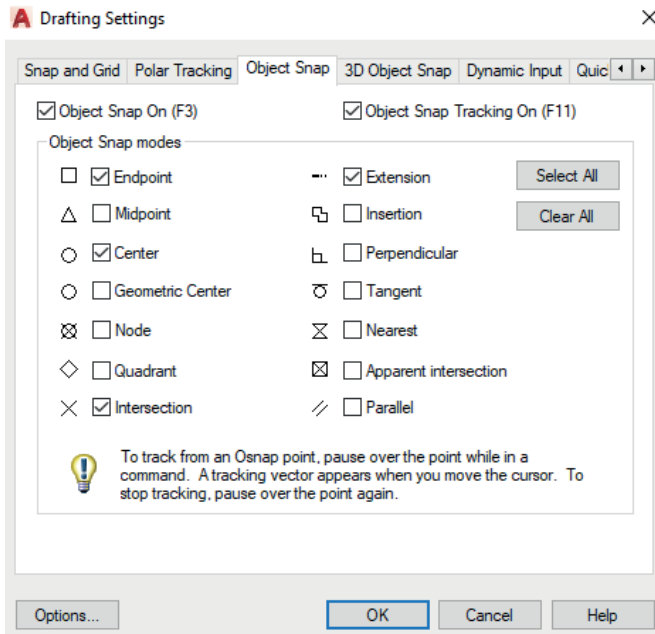 Drafting Settings
Snap and Grid Polar Tracking Object Snap 3D Object Snap Dynamic Input Quic
Object Snap On (F3) Object Snap Tracking On (F11)
Object Snap modes
Endpoint Extension Select All
Midpoint Insertion Clear All
Center Perpendicular
Geometric Center Tangent
Node Nearest
Quadrant Apparent intersection
Intersection Parallel
To track from an Osnap point, pause over the point while in a
command. A tracking vector appears when you move the cursor. To
stop tracking, pause over the point again.
Options... OK Cancel Help